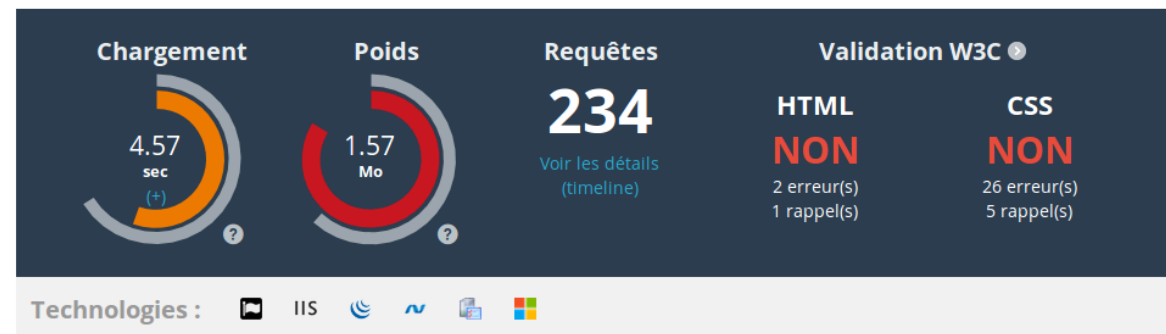 Chargement
4.57
sec
(+)
?
Poids
1.57
Mo
?
Requêtes
234
Voir les détails
(timeline)
Validation W3C
HTML
NON
2 erreur(s)
1 rappel(s)
CSS
NON
26 erreur(s)
5 rappel(s)
Technologies :
IIS